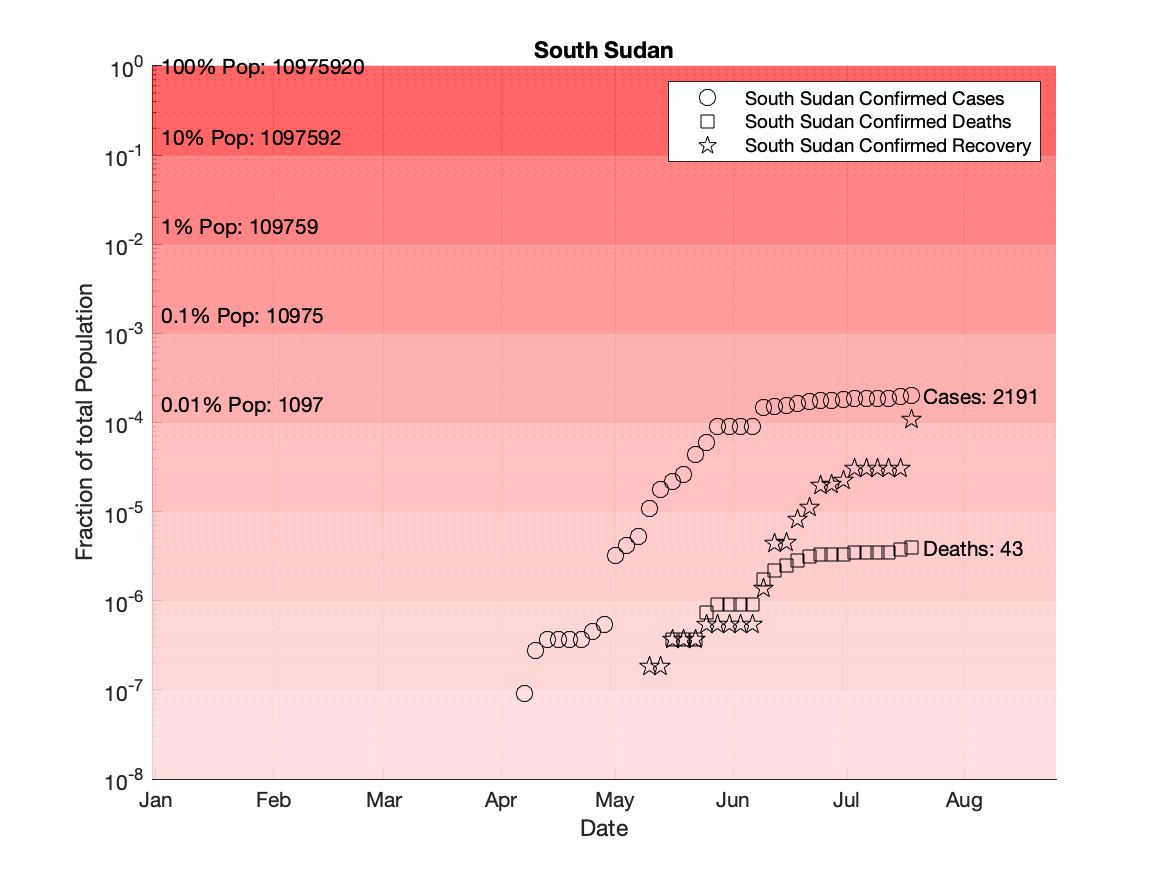 South Sudan
10^0
100% Pop: 10975920
South Sudan Confirmed Cases
South Sudan Confirmed Deaths
South Sudan Confirmed Recovery
10% Pop: 1097592
10^-1
1% Pop: 109759
10^-2
0.1% Pop: 10975
10^-3
0.01% Pop: 1097
10^-4
Cases: 2191
10^-5
Deaths: 43
10^-6
10^-7
10^-8
Fraction of total Population
Jan Feb Mar Apr May Jun Jul Aug
Date